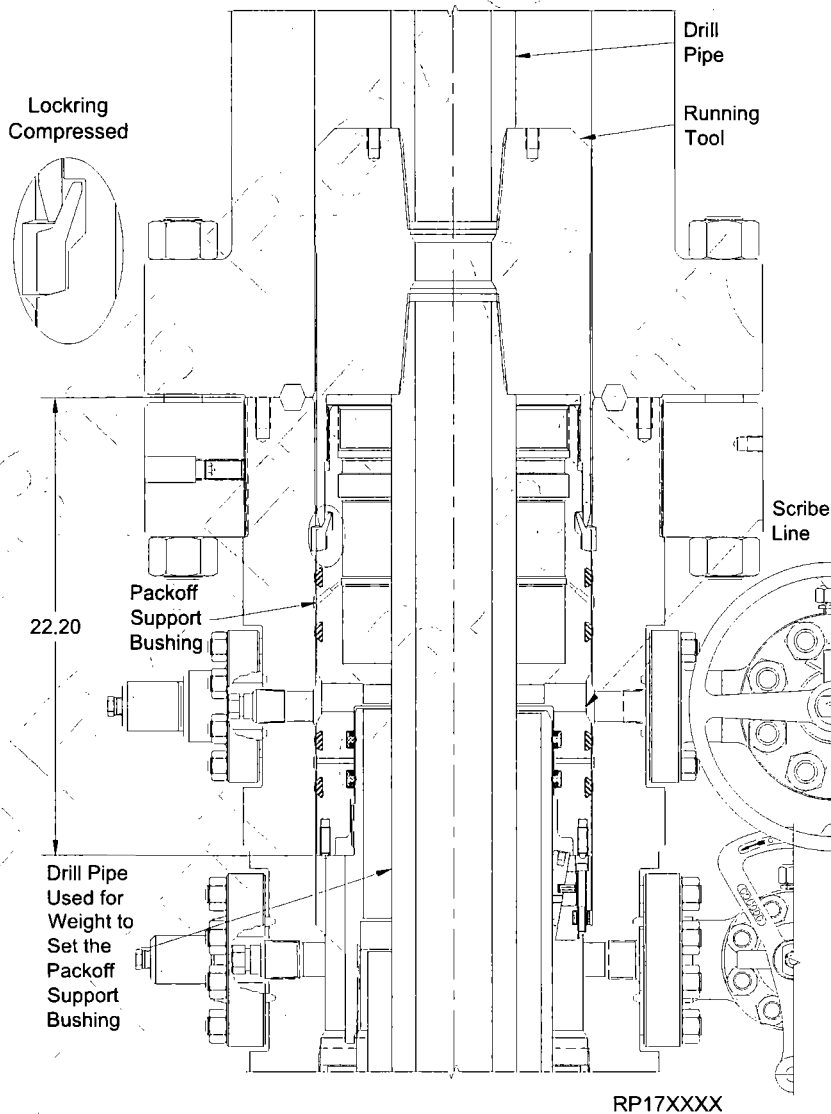 Drill
Pipe
Running
Tool
Lockring
Compressed
Scribe
Line
Packoff
Support
Bushing
22.20
Drill Pipe
Used for
Weight to
Set the
Packoff
Support
Bushing
RP17XXXX